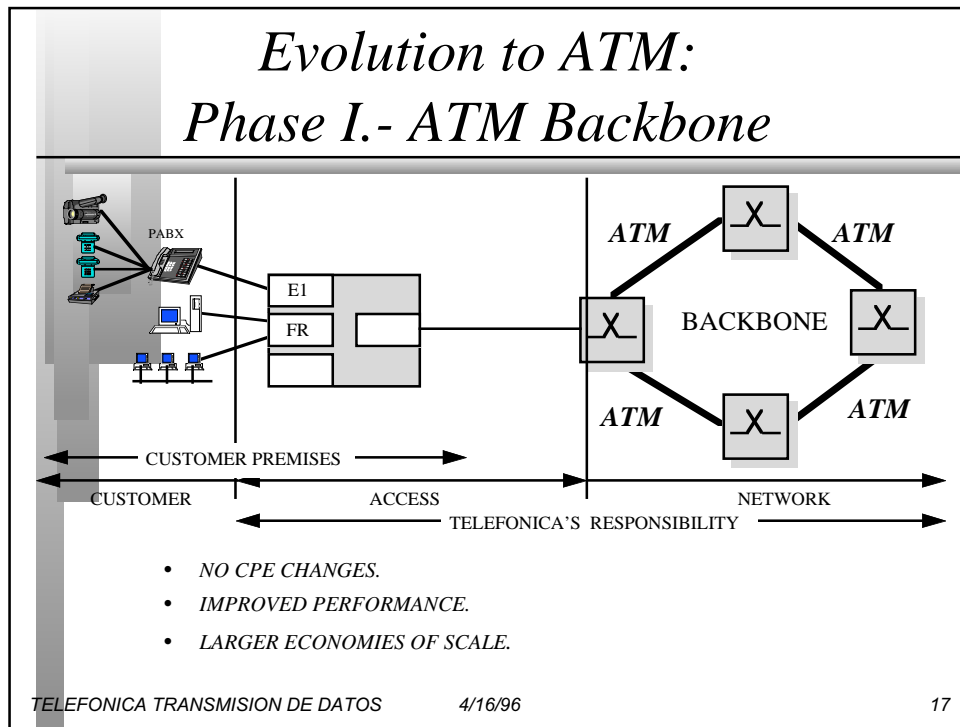 Evolution to ATM:
Phase I.- ATM Backbone
PABX
E1
FR
ATM
ATM
BACKBONE
ATM
ATM
CUSTOMER PREMISES
CUSTOMER
ACCESS
NETWORK
TELEFONICA'S RESPONSIBILITY
• NO CPE CHANGES.
• IMPROVED PERFORMANCE.
• LARGER ECONOMIES OF SCALE.
TELEFONICA TRANSMISION DE DATOS 4/16/96 17